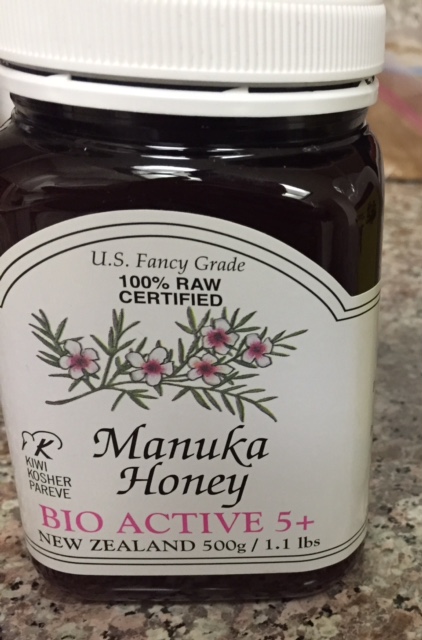 U.S. Fancy Grade
100% RAW
CERTIFIED
K
KIWI
KOSHER
PAREVE
Manuka
Honey
BIO ACTIVE 5+
NEW ZEALAND 500g / 1.1 lbs